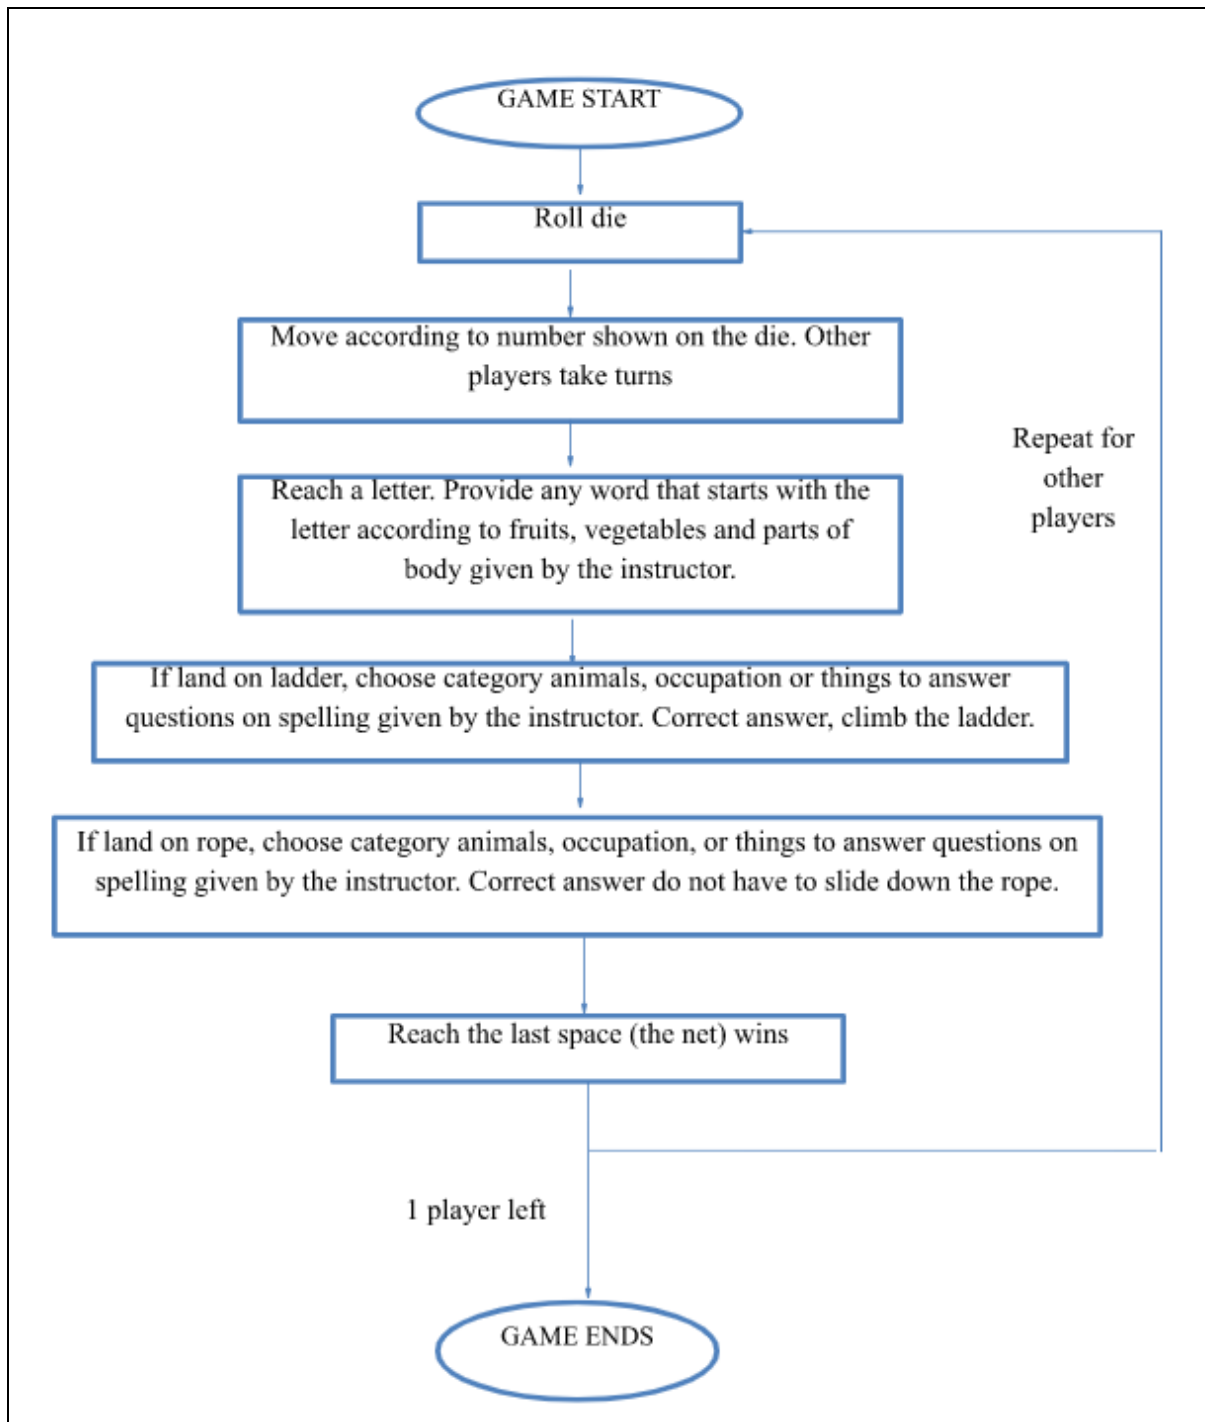 GAME START
Roll die
Move according to number shown on the die. Other
players take turns
Repeat for
other
players
Reach a letter. Provide any word that starts with the
letter according to fruits, vegetables and parts of
body given by the instructor.
If land on ladder, choose category animals, occupation or things to answer
questions on spelling given by the instructor. Correct answer, climb the ladder.
If land on rope, choose category animals, occupation, or things to answer questions on
spelling given by the instructor. Correct answer do not have to slide down the rope.
Reach the last space (the net) wins
1 player left
GAME ENDS